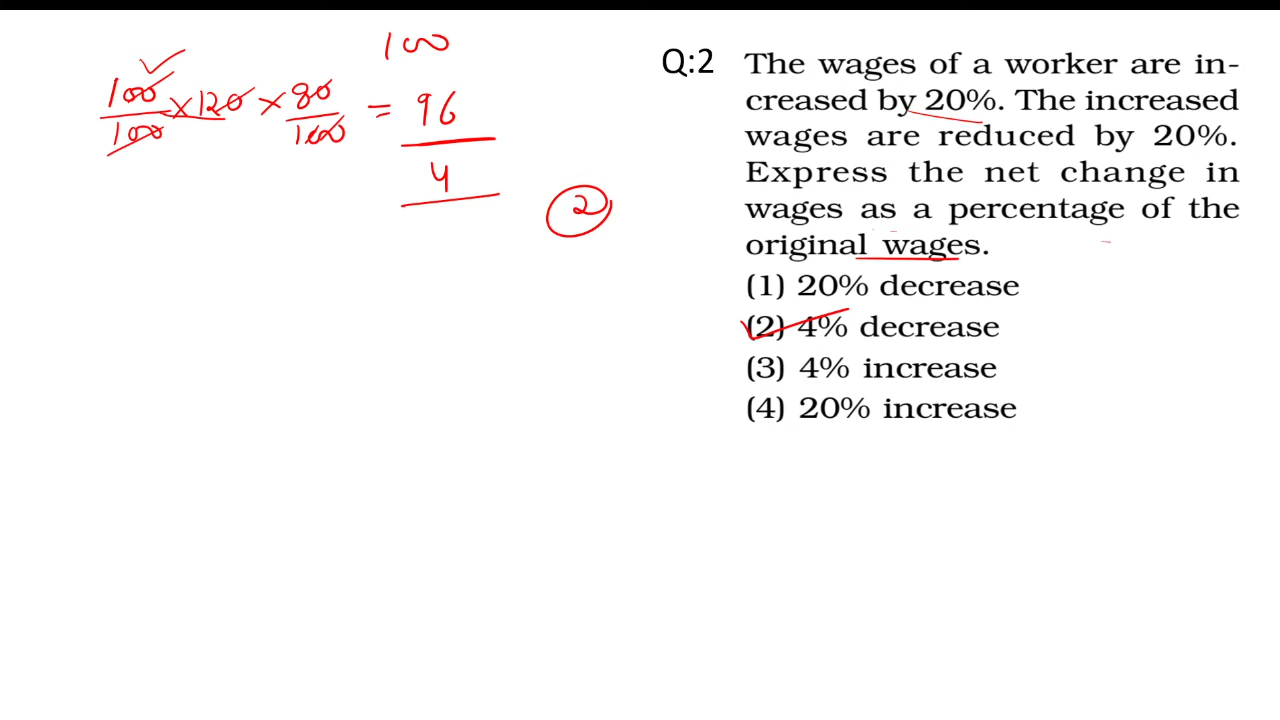 100
100/100 × 120 × 80/100 = 96
4
2
Q:2 The wages of a worker are in-
creased by 20%. The increased
wages are reduced by 20%.
Express the net change in
wages as a percentage of the
original wages.
(1) 20% decrease
(2) 4% decrease
(3) 4% increase
(4) 20% increase